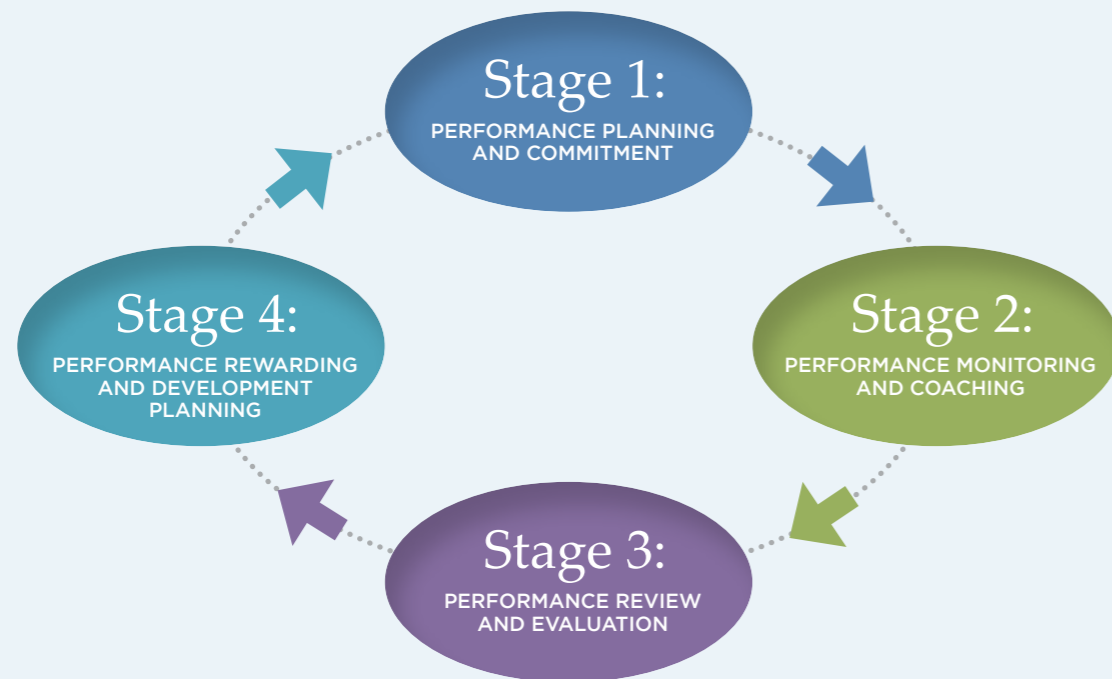 Stage 1:
PERFORMANCE PLANNING
AND COMMITMENT
Stage 2:
PERFORMANCE MONITORING
AND COACHING
Stage 3:
PERFORMANCE REVIEW
AND EVALUATION
Stage 4:
PERFORMANCE REWARDING
AND DEVELOPMENT
PLANNING